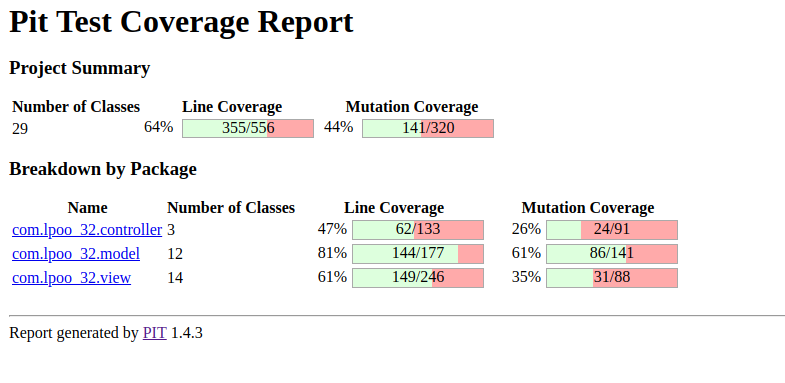 Pit Test Coverage Report
Project Summary
Number of Classes Line Coverage Mutation Coverage
29 64% 355/556 44% 141/320
Breakdown by Package
Name Number of Classes Line Coverage Mutation Coverage
com.lpoo_32.controller 3 47% 62/133 26% 24/91
com.lpoo_32.model 12 81% 144/177 61% 86/141
com.lpoo_32.view 14 61% 149/246 35% 31/88
Report generated by PIT 1.4.3